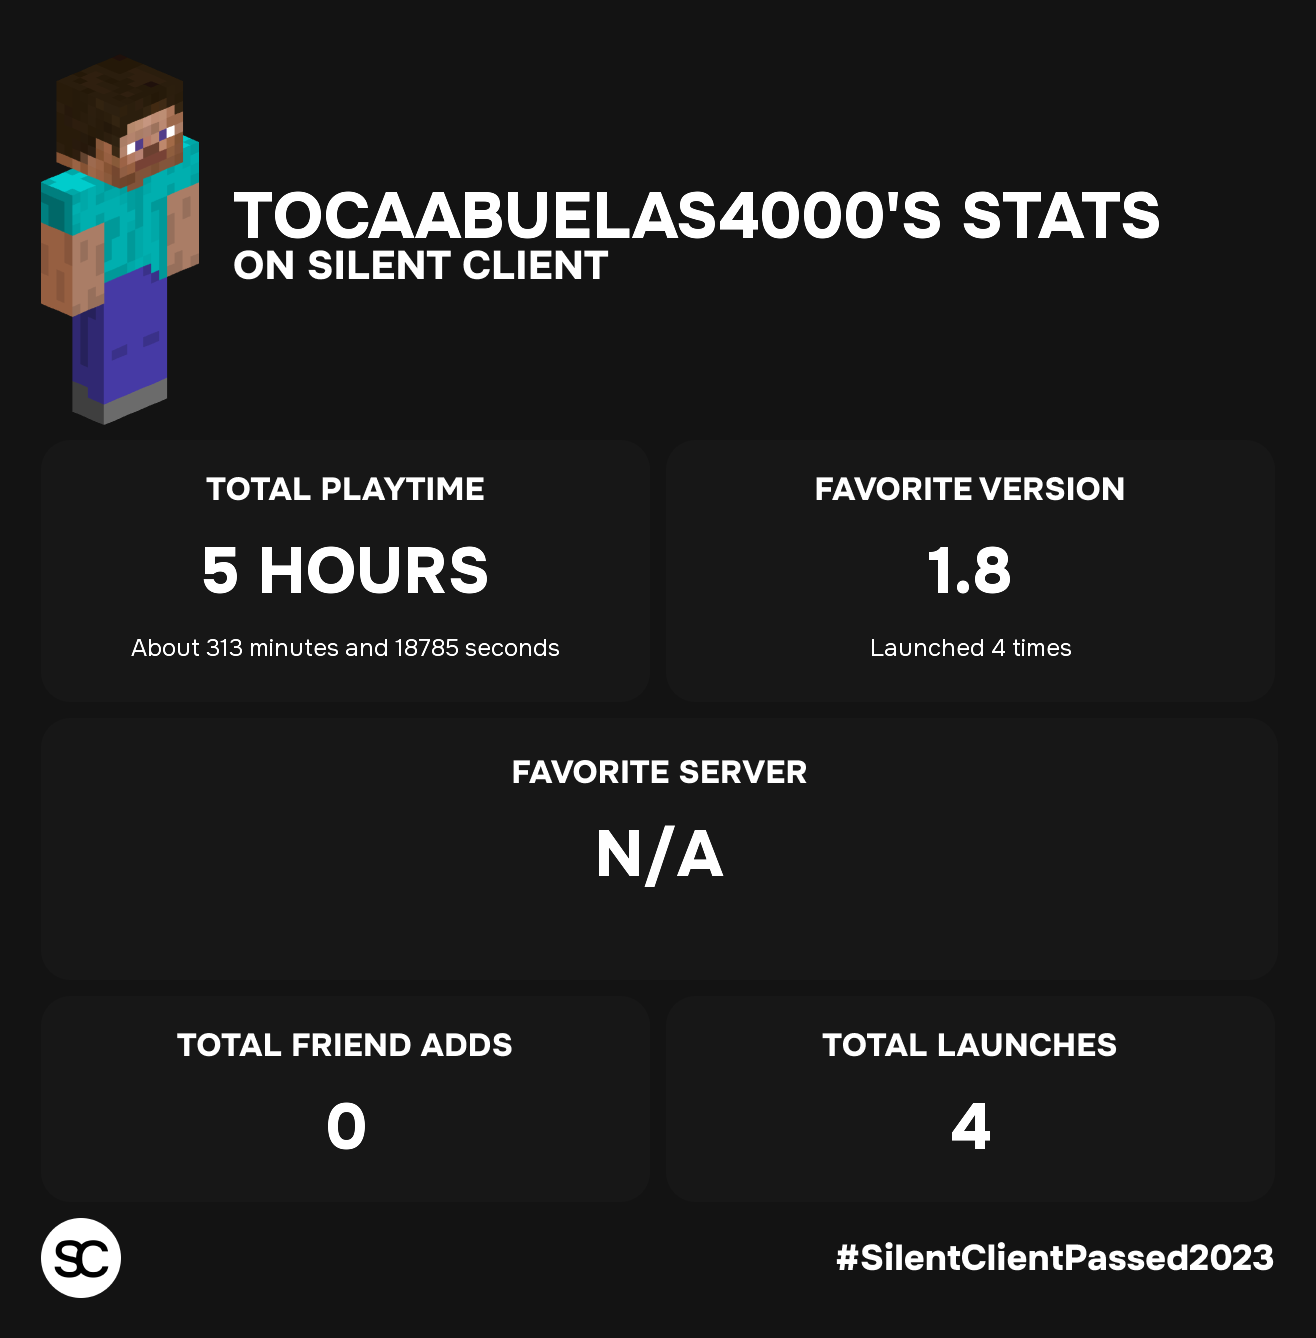 TOCAABUELAS4000'S STATS
ON SILENT CLIENT
TOTAL PLAYTIME
5 HOURS
About 313 minutes and 18785 seconds
FAVORITE VERSION
1.8
Launched 4 times
FAVORITE SERVER
N/A
TOTAL FRIEND ADDS
0
TOTAL LAUNCHES
4
SC
#SilentClientPassed2023